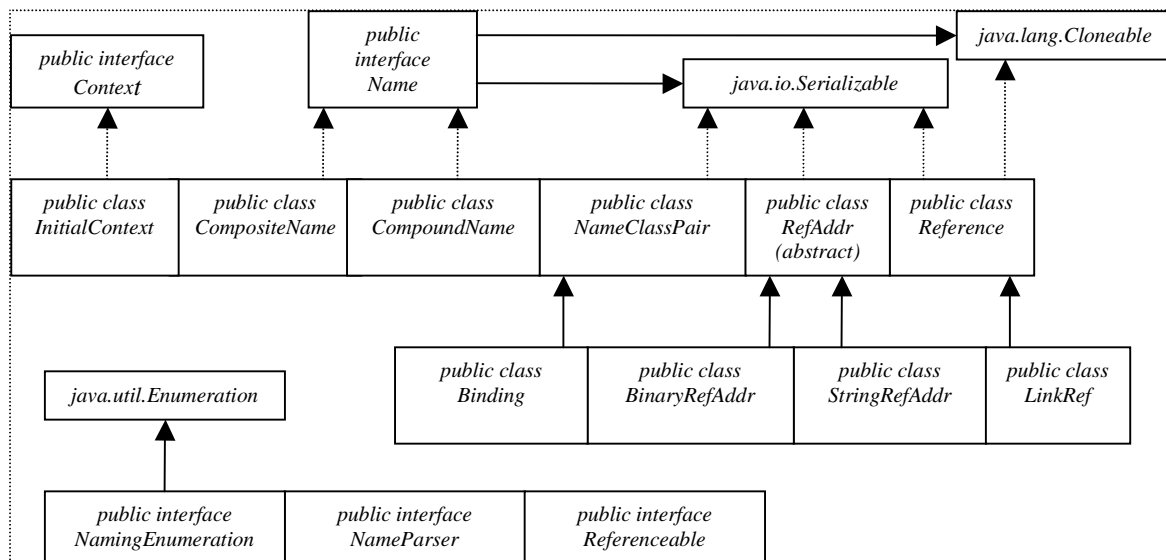 public interface
Context
public
interface
Name
java.lang.Cloneable
java.io.Serializable
public class
InitialContext
public class
CompositeName
public class
CompoundName
public class
NameClassPair
public class
RefAddr
(abstract)
public class
Reference
public class
Binding
public class
BinaryRefAddr
public class
StringRefAddr
public class
LinkRef
java.util.Enumeration
public interface
NamingEnumeration
public interface
NameParser
public interface
Referenceable